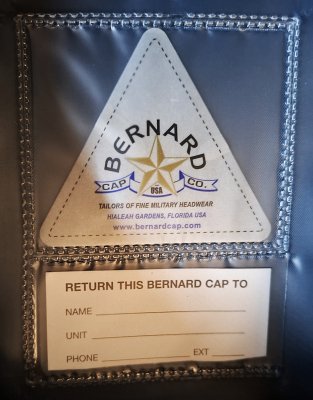 BERNARD
CAP CO.
USA
TAILORS OF FINE MILITARY HEADWEAR
HIALEAH GARDENS, FLORIDA USA
www.bernardcap.com
RETURN THIS BERNARD CAP TO
NAME
UNIT
PHONE EXT